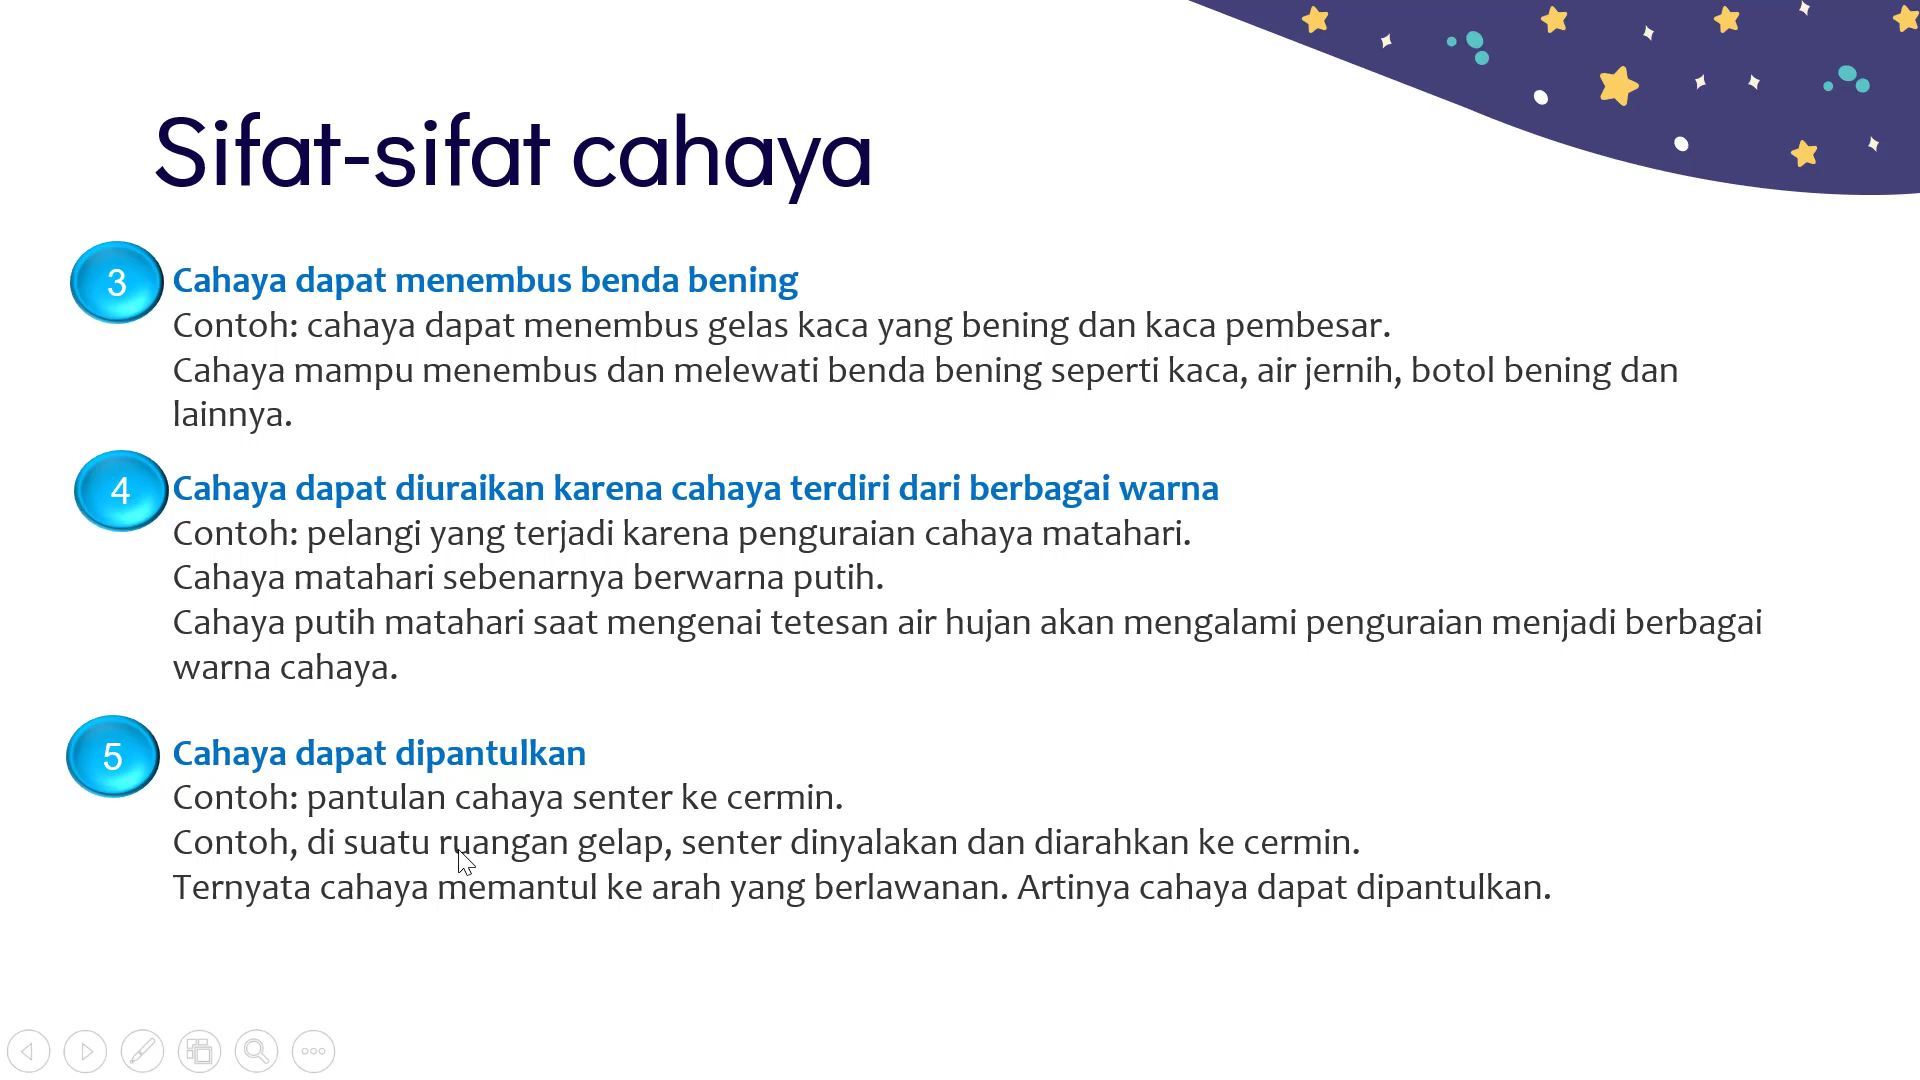 Sifat-sifat cahaya
3
Cahaya dapat menembus benda bening
Contoh: cahaya dapat menembus gelas kaca yang bening dan kaca pembesar.
Cahaya mampu menembus dan melewati benda bening seperti kaca, air jernih, botol bening dan
lainnya.
4
Cahaya dapat diuraikan karena cahaya terdiri dari berbagai warna
Contoh: pelangi yang terjadi karena penguraian cahaya matahari.
Cahaya matahari sebenarnya berwarna putih.
Cahaya putih matahari saat mengenai tetesan air hujan akan mengalami penguraian menjadi berbagai
warna cahaya.
5
Cahaya dapat dipantulkan
Contoh: pantulan cahaya senter ke cermin.
Contoh, di suatu ruangan gelap, senter dinyalakan dan diarahkan ke cermin.
Ternyata cahaya memantul ke arah yang berlawanan. Artinya cahaya dapat dipantulkan.